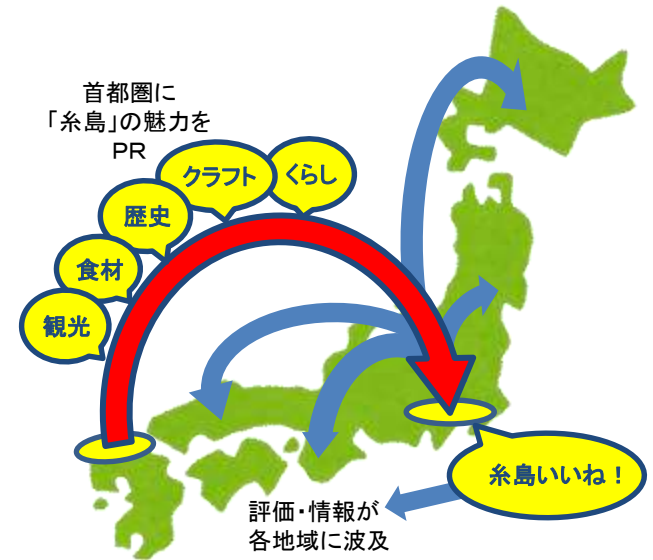 首都圏に
「糸島」の魅力を
PR
クラフト
くらし
歴史
食材
観光
糸島いいね！
評価・情報が
各地域に波及